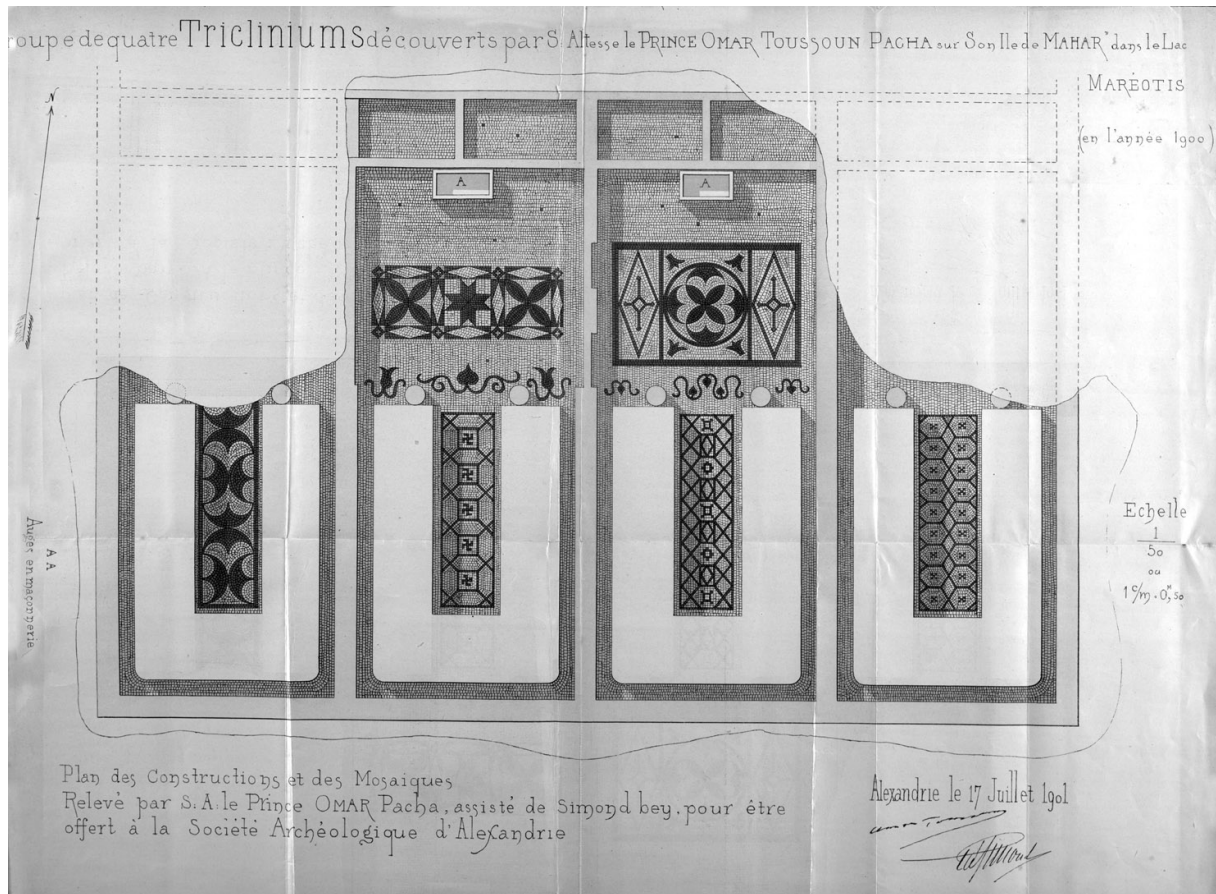 roupe de quatre Tricliniums découverts par S. Altesse le PRINCE OMAR TOUSSOUN PACHA sur Son Ile de MAHAR" dans le Lac
MARÉOTIS
(en l'année 1900)
N
A
A
Echelle
1
50
ou
1 c/m. 0,m50
A A
Auges en maçonnerie
Plan des Constructions et des Mosaiques
Relevé par S. A. le Prince OMAR Pacha, assisté de Simond bey. pour être
offert à la Société Archéologique d'Alexandrie
Alexandrie le 17 Juillet 1901